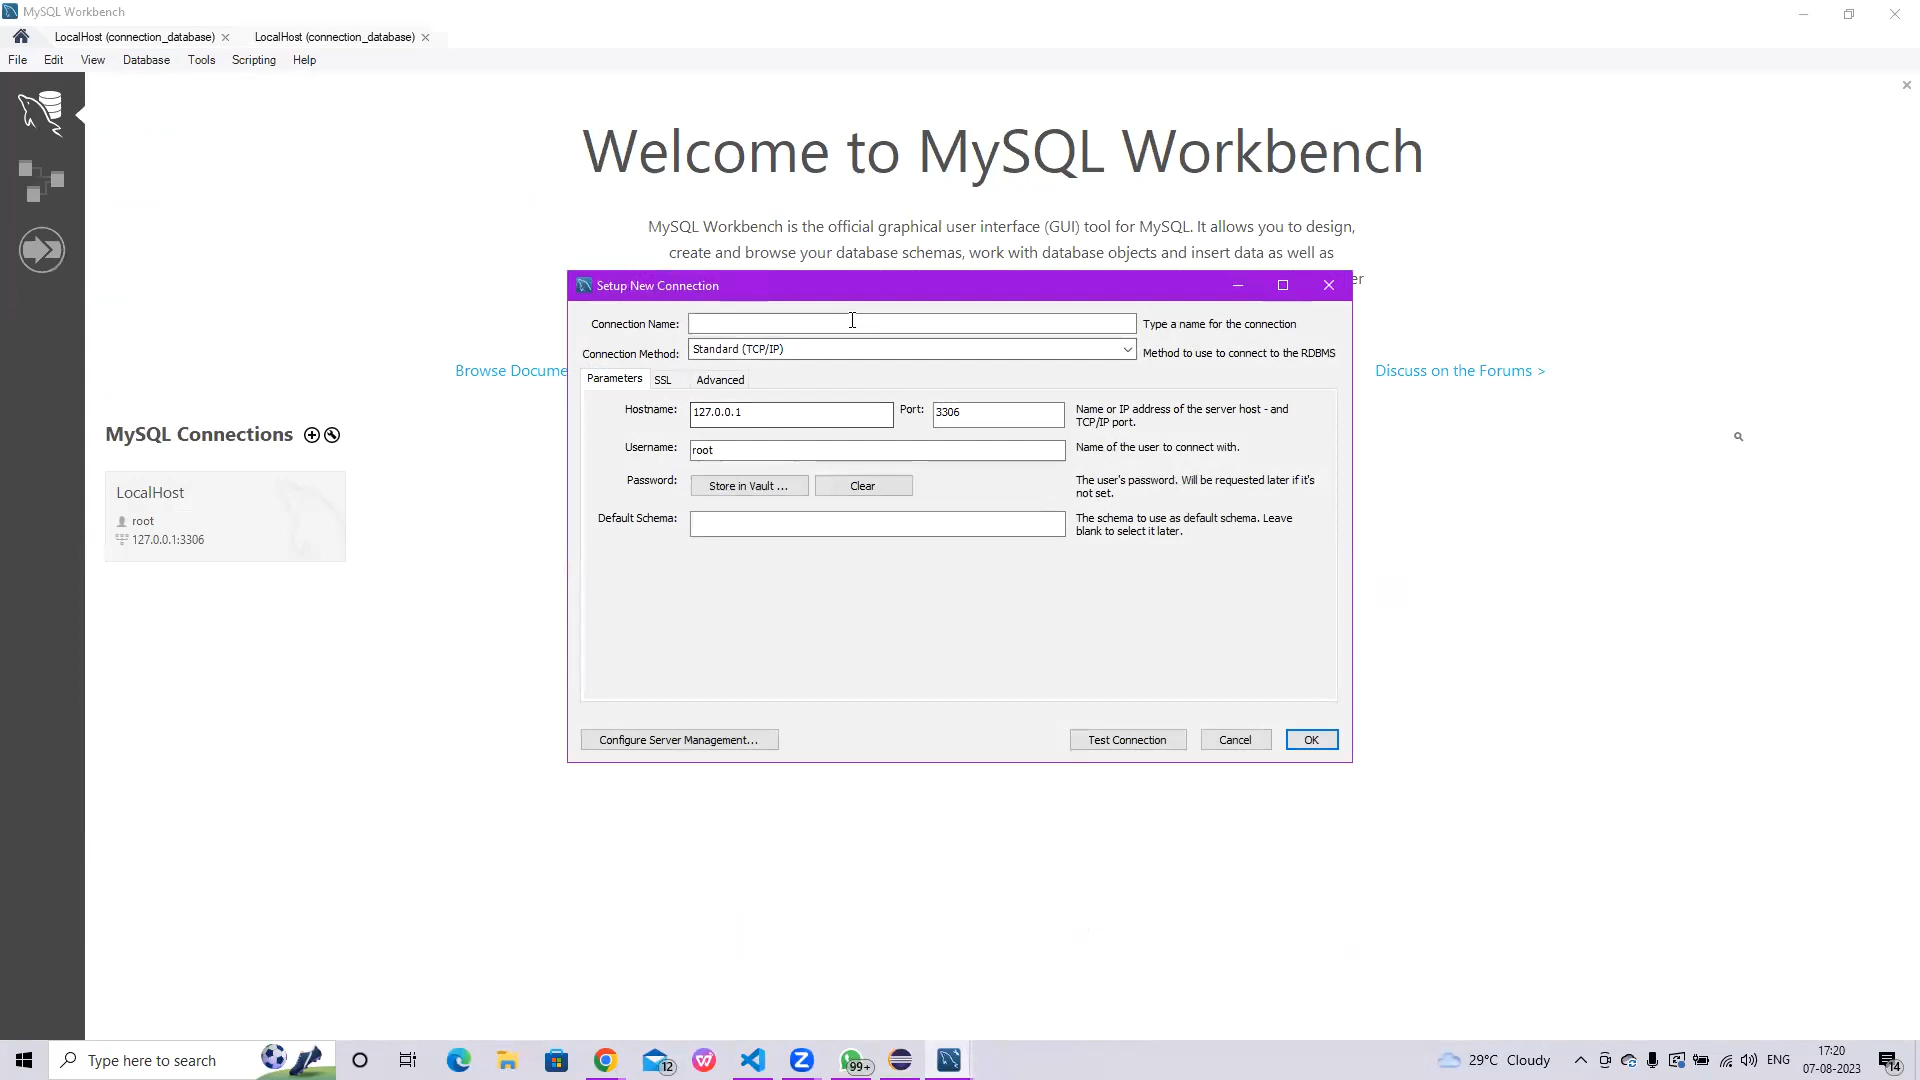 MySQL Workbench
LocalHost (connection_database)
LocalHost (connection_database)
File Edit View Database Tools Scripting Help
Welcome to MySQL Workbench
MySQL Workbench is the official graphical user interface (GUI) tool for MySQL. It allows you to design,
create and browse your database schemas, work with database objects and insert data as well as
er
Browse Docume
Discuss on the Forums >
Setup New Connection
Connection Name:
Type a name for the connection
Connection Method: Standard (TCP/IP)
Method to use to connect to the RDBMS
Parameters SSL Advanced
Hostname: 127.0.0.1 Port: 3306
Name or IP address of the server host - and
TCP/IP port.
Username: root
Name of the user to connect with.
Password: Store in Vault ... Clear
The user's password. Will be requested later if it's
not set.
Default Schema:
The schema to use as default schema. Leave
blank to select it later.
Configure Server Management... Test Connection Cancel OK
MySQL Connections
LocalHost
root
127.0.0.1:3306
Type here to search
12
99+
29°C Cloudy
ENG
17:20
07-08-2023
14